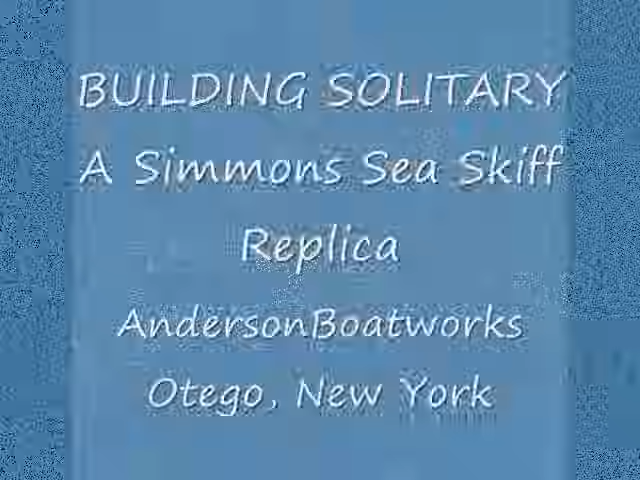 BUILDING SOLITARY
A Simmons Sea Skiff
Replica
AndersonBoatworks
Otego, New York